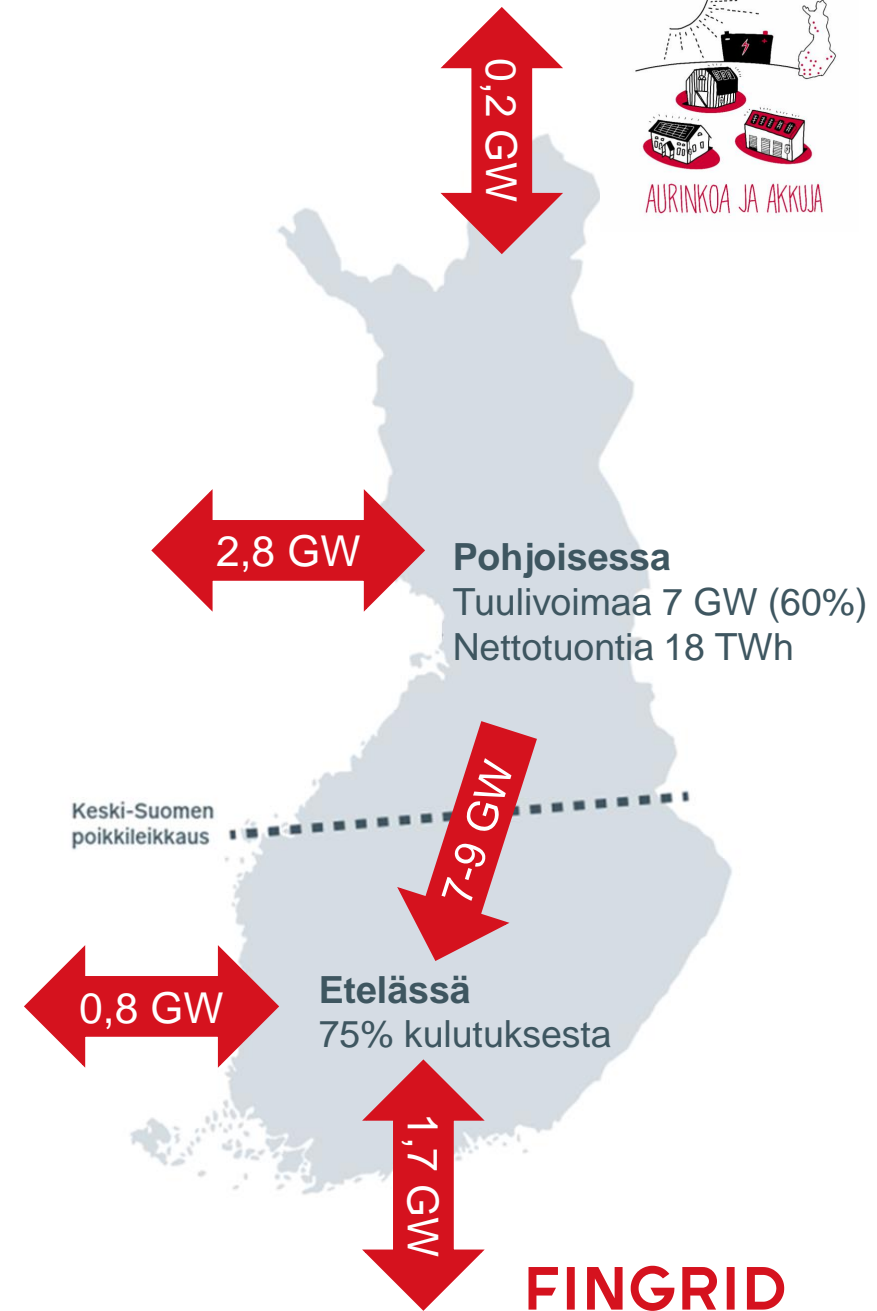 0,2 GW
AURINKOA JA AKKUJA
2,8 GW
Pohjoisessa
Tuulivoimaa 7 GW (60%)
Nettotuontia 18 TWh
7-9 GW
Keski-Suomen
poikkileikkaus
0,8 GW
Etelässä
75% kulutuksesta
1,7 GW
FINGRID